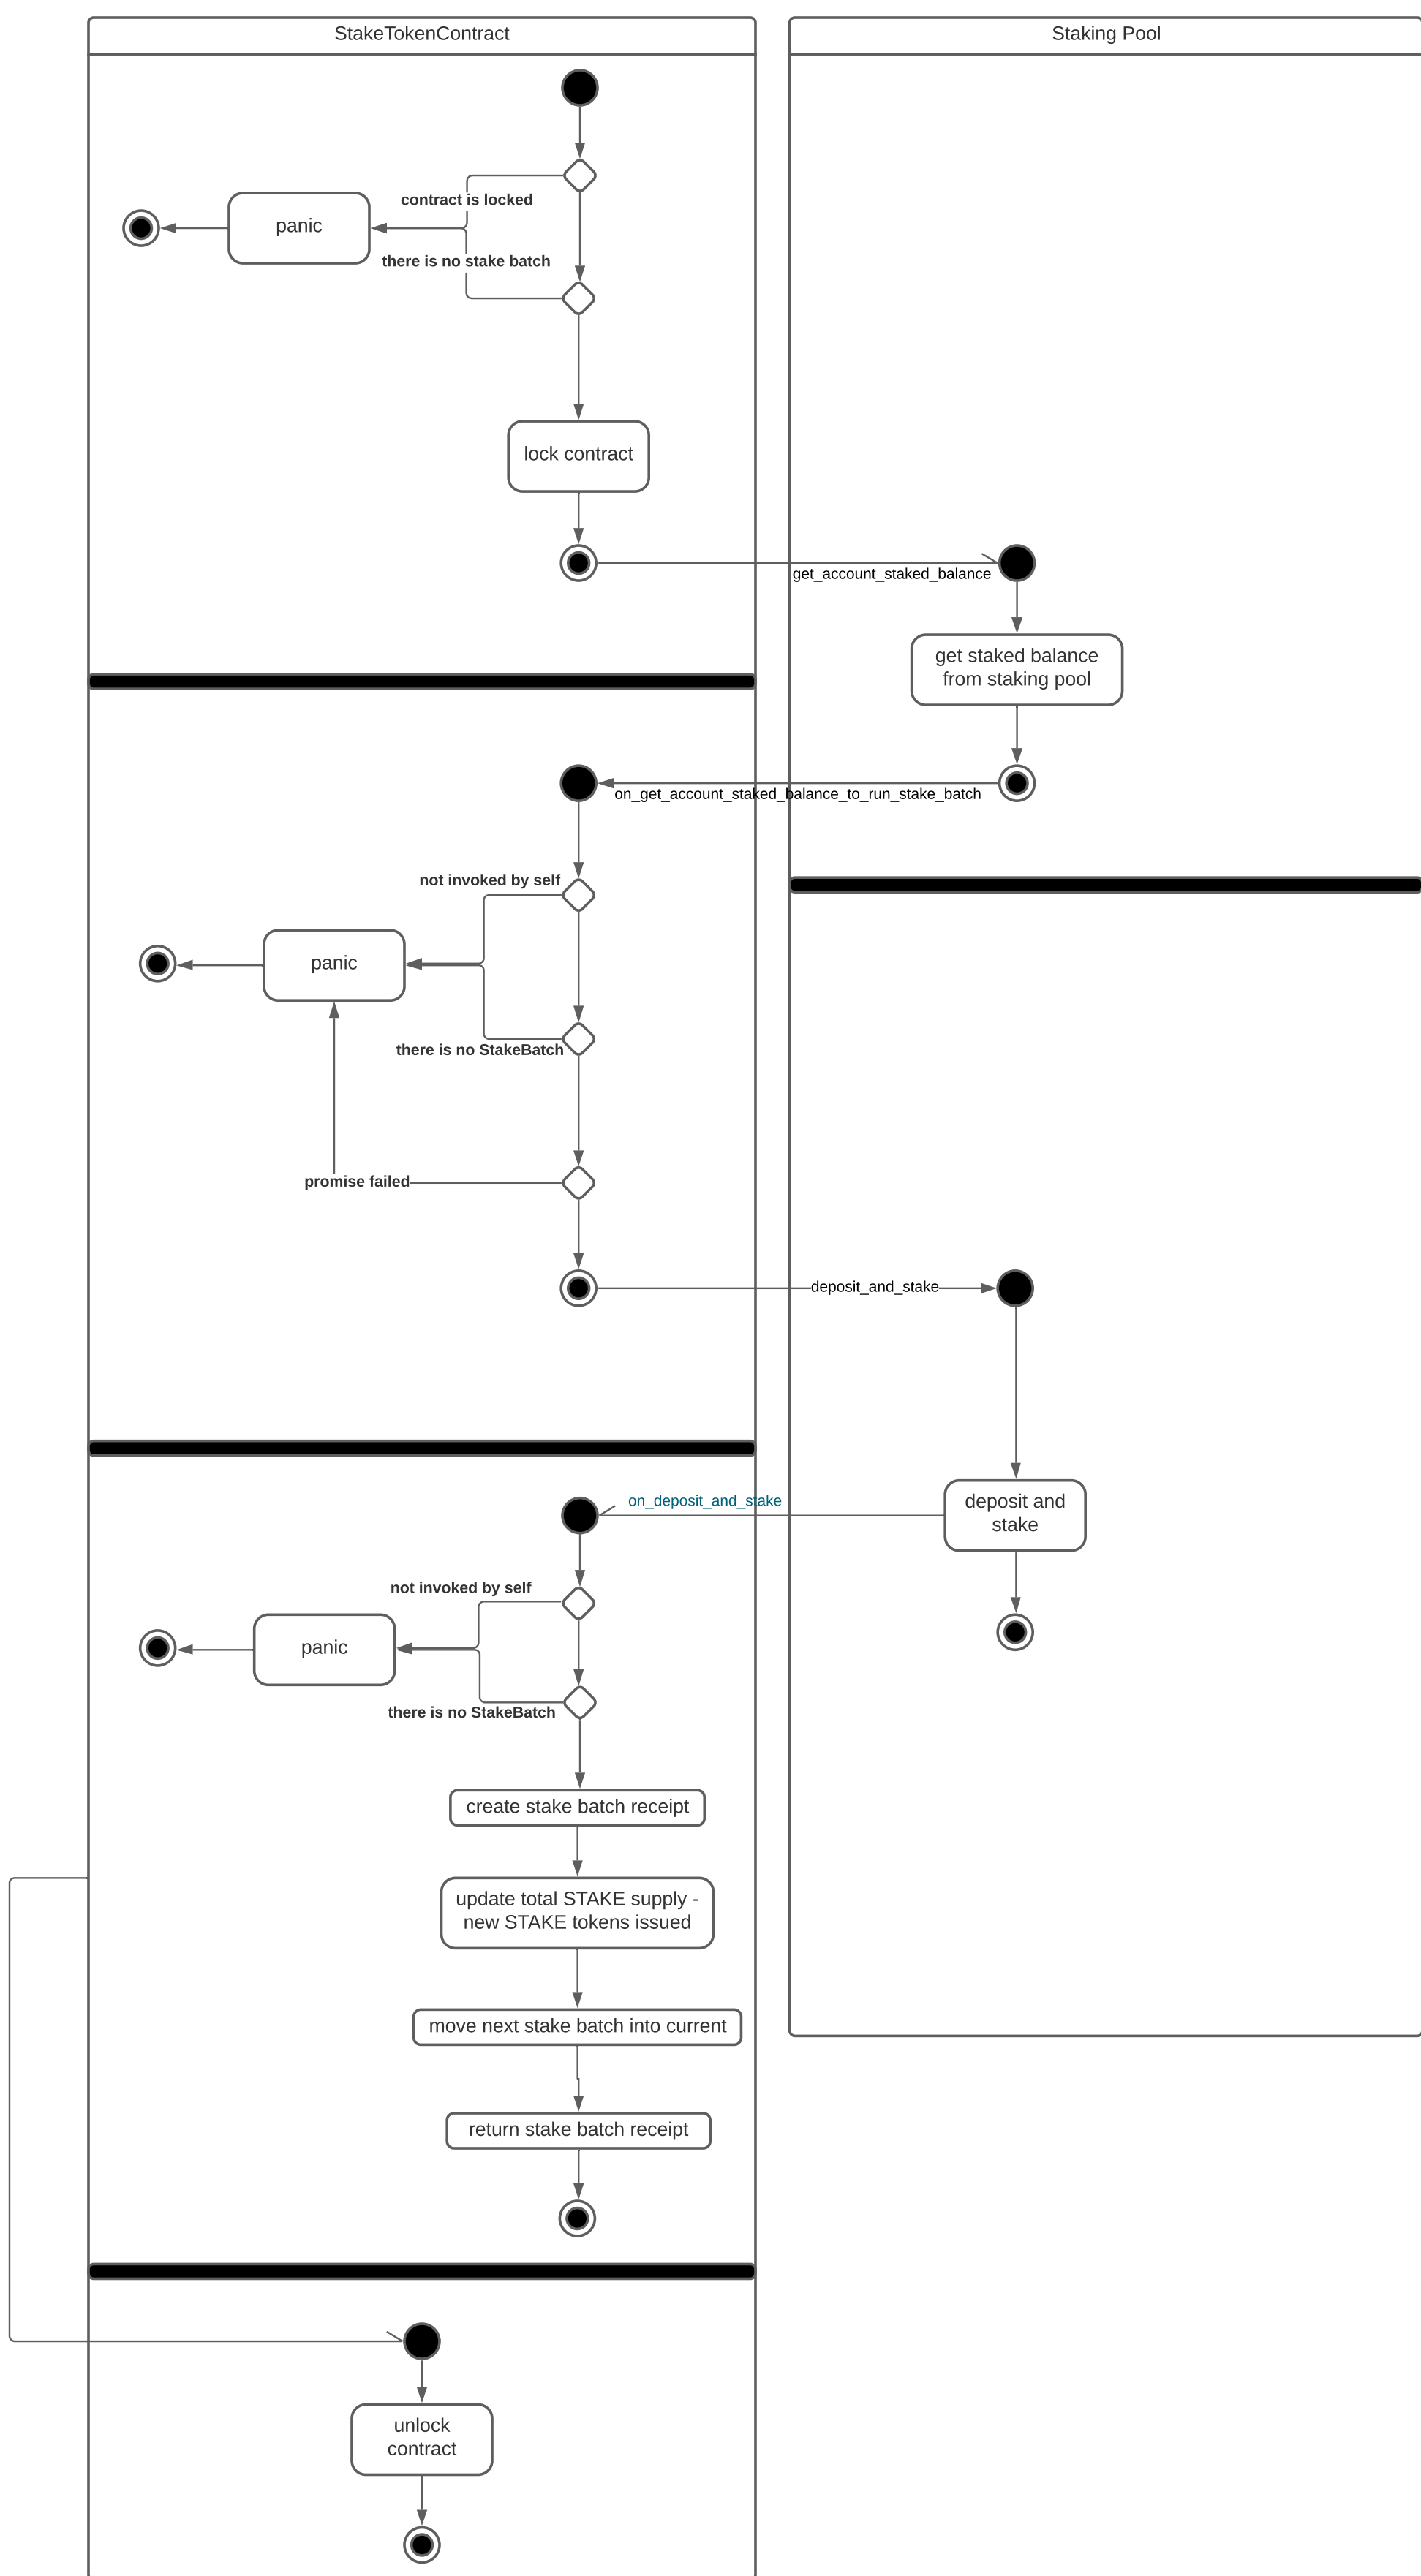 StakeTokenContract
Staking Pool
contract is locked
panic
there is no stake batch
lock contract
get_account_staked_balance
get staked balance
from staking pool
on_get_account_staked_balance_to_run_stake_batch
not invoked by self
panic
there is no StakeBatch
promise failed
deposit_and_stake
on_deposit_and_stake
deposit and
stake
not invoked by self
panic
there is no StakeBatch
create stake batch receipt
update total STAKE supply -
new STAKE tokens issued
move next stake batch into current
return stake batch receipt
unlock
contract